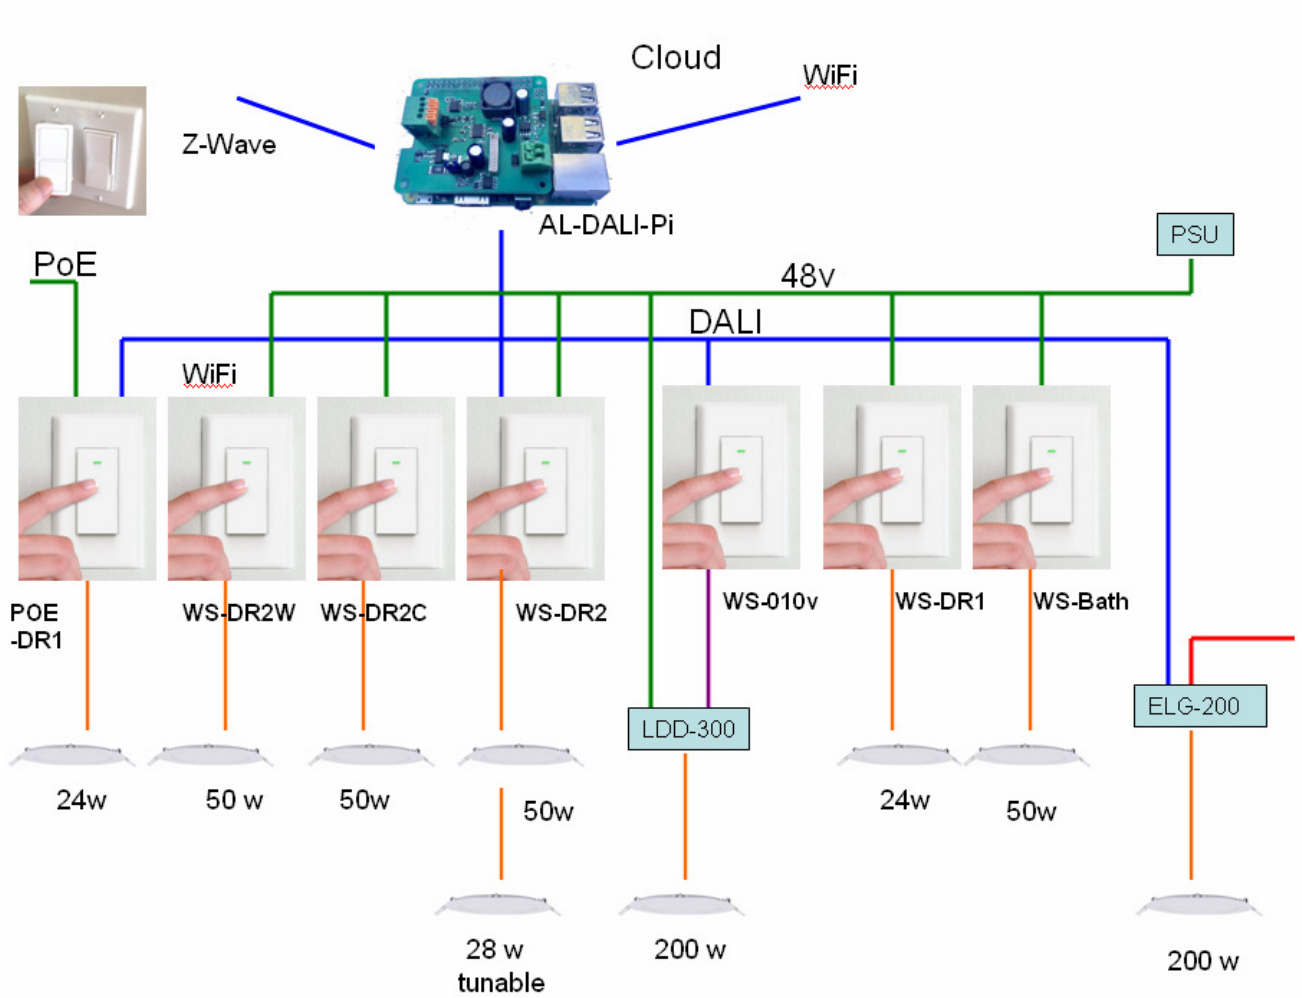 Cloud
WiFi
Z-Wave
AL-DALI-Pi
PSU
PoE
48v
DALI
WiFi
POE
-DR1
WS-DR2W
WS-DR2C
WS-DR2
WS-010v
WS-DR1
WS-Bath
ELG-200
LDD-300
24w
50 w
50w
50w
24w
50w
28 w
tunable
200 w
200 w